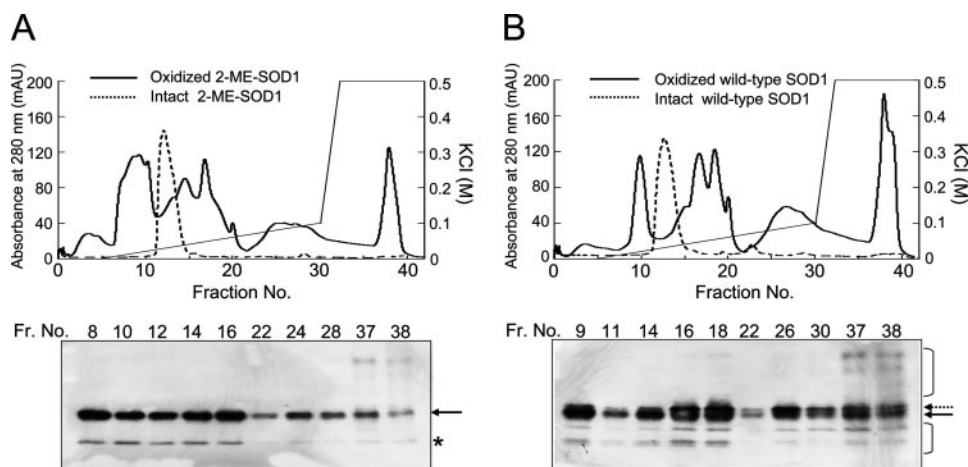 A
B
Absorbance at 280 nm (mAU)
200
160
120
80
40
0
Oxidized 2-ME-SOD1
Intact 2-ME-SOD1
0.5
0.4
0.3
0.2
0.1
0
KCl (M)
0 10 20 30 40
Fraction No.
Absorbance at 280 nm (mAU)
200
160
120
80
40
0
Oxidized wild-type SOD1
Intact wild-type SOD1
0.5
0.4
0.3
0.2
0.1
0
KCl (M)
0 10 20 30 40
Fraction No.
Fr. No. 8 10 12 14 16 22 24 28 37 38
*
Fr. No. 9 11 14 16 18 22 26 30 37 38